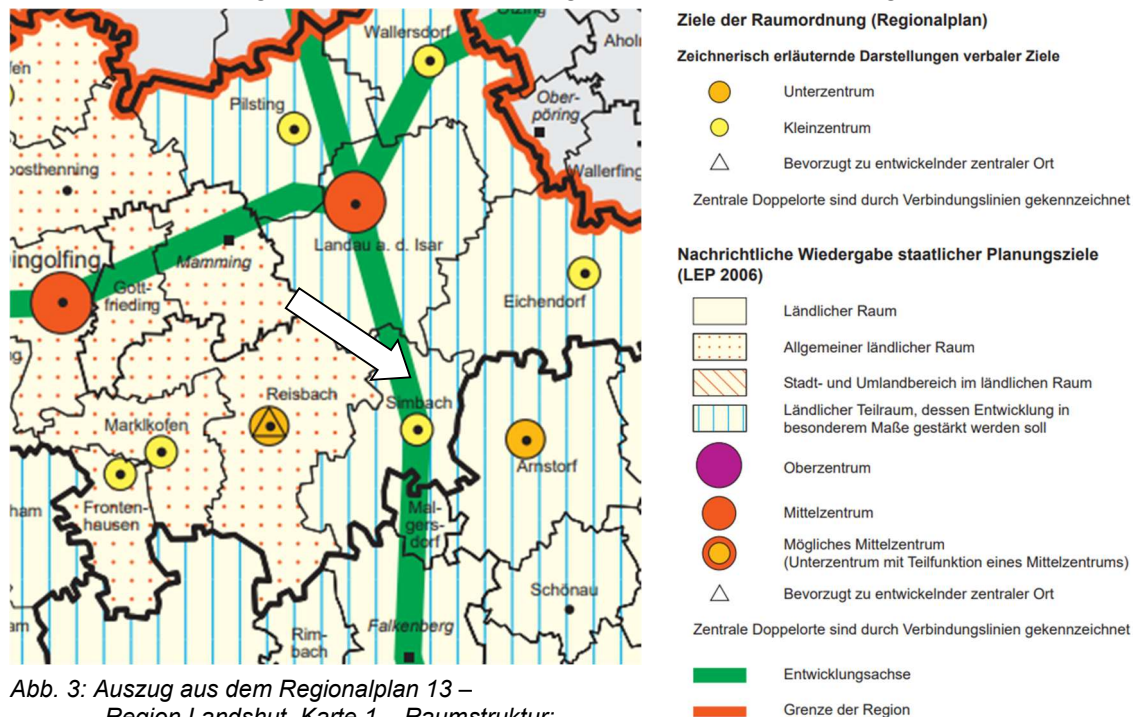 Wallersdorf
Otzing
Pilsting
Ober-
pöring
Wallerfing
Landau a. d. Isar
Mamming
Gott-
frieding
Eichendorf
Reisbach
Simbach
Marklkofen
Arnstorf
Fronten-
hausen
Mal-
gers-
dorf
Schönau
Falkenberg
Rim-
bach
Abb. 3: Auszug aus dem Regionalplan 13 –
Region Landshut, Karte 1 – Raumstruktur;
Ziele der Raumordnung (Regionalplan)
Zeichnerisch erläuternde Darstellungen verbaler Ziele
Unterzentrum
Kleinzentrum
Bevorzugt zu entwickelnder zentraler Ort
Zentrale Doppelorte sind durch Verbindungslinien gekennzeichnet
Nachrichtliche Wiedergabe staatlicher Planungsziele
(LEP 2006)
Ländlicher Raum
Allgemeiner ländlicher Raum
Stadt- und Umlandbereich im ländlichen Raum
Ländlicher Teilraum, dessen Entwicklung in
besonderem Maße gestärkt werden soll
Oberzentrum
Mittelzentrum
Mögliches Mittelzentrum
(Unterzentrum mit Teilfunktion eines Mittelzentrums)
Bevorzugt zu entwickelnder zentraler Ort
Zentrale Doppelorte sind durch Verbindungslinien gekennzeichnet
Entwicklungsachse
Grenze der Region